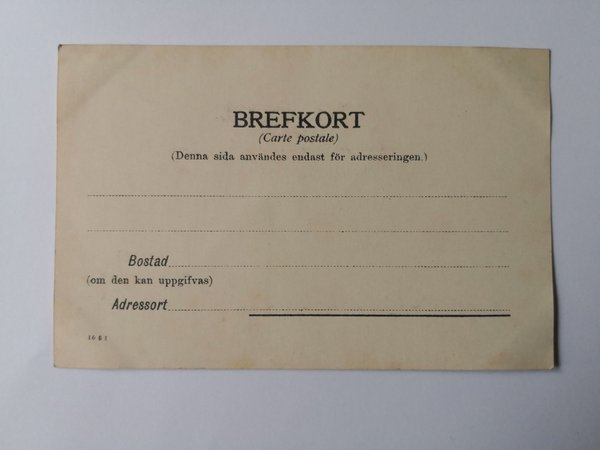 BREFKORT
(Carte postale)
(Denna sida användes endast för adresseringen.)
Bostad
(om den kan uppgifvas)
Adressort